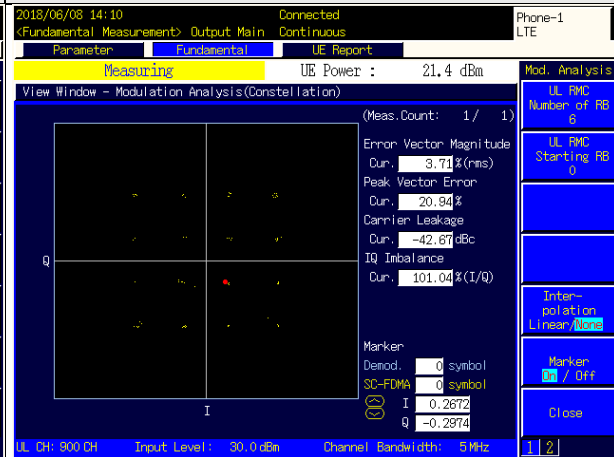 2018/06/08 14:10 Connected
Phone-1
<Fundamental Measurement> Output Main Continuous
LTE
Parameter Fundamental UE Report
Measuring UE Power : 21.4 dBm
Mod. Analysis
View Window - Modulation Analysis(Constellation)
UL RMC
Number of RB
6
(Meas.Count: 1/ 1)
Error Vector Magnitude
Cur. 3.71 %(rms)
UL RMC
Starting RB
0
Peak Vector Error
Cur. 20.94 %
Carrier Leakage
Cur. -42.67 dBc
IQ Imbalance
Cur. 101.04 %(I/Q)
Q
Inter-
polation
Linear/None
Marker
Demod. 0 symbol
SC-FDMA 0 symbol
I 0.2672
Q -0.2974
Marker
On / Off
I
Close
UL CH: 900 CH Input Level: 30.0 dBm Channel Bandwidth: 5 MHz
1 2